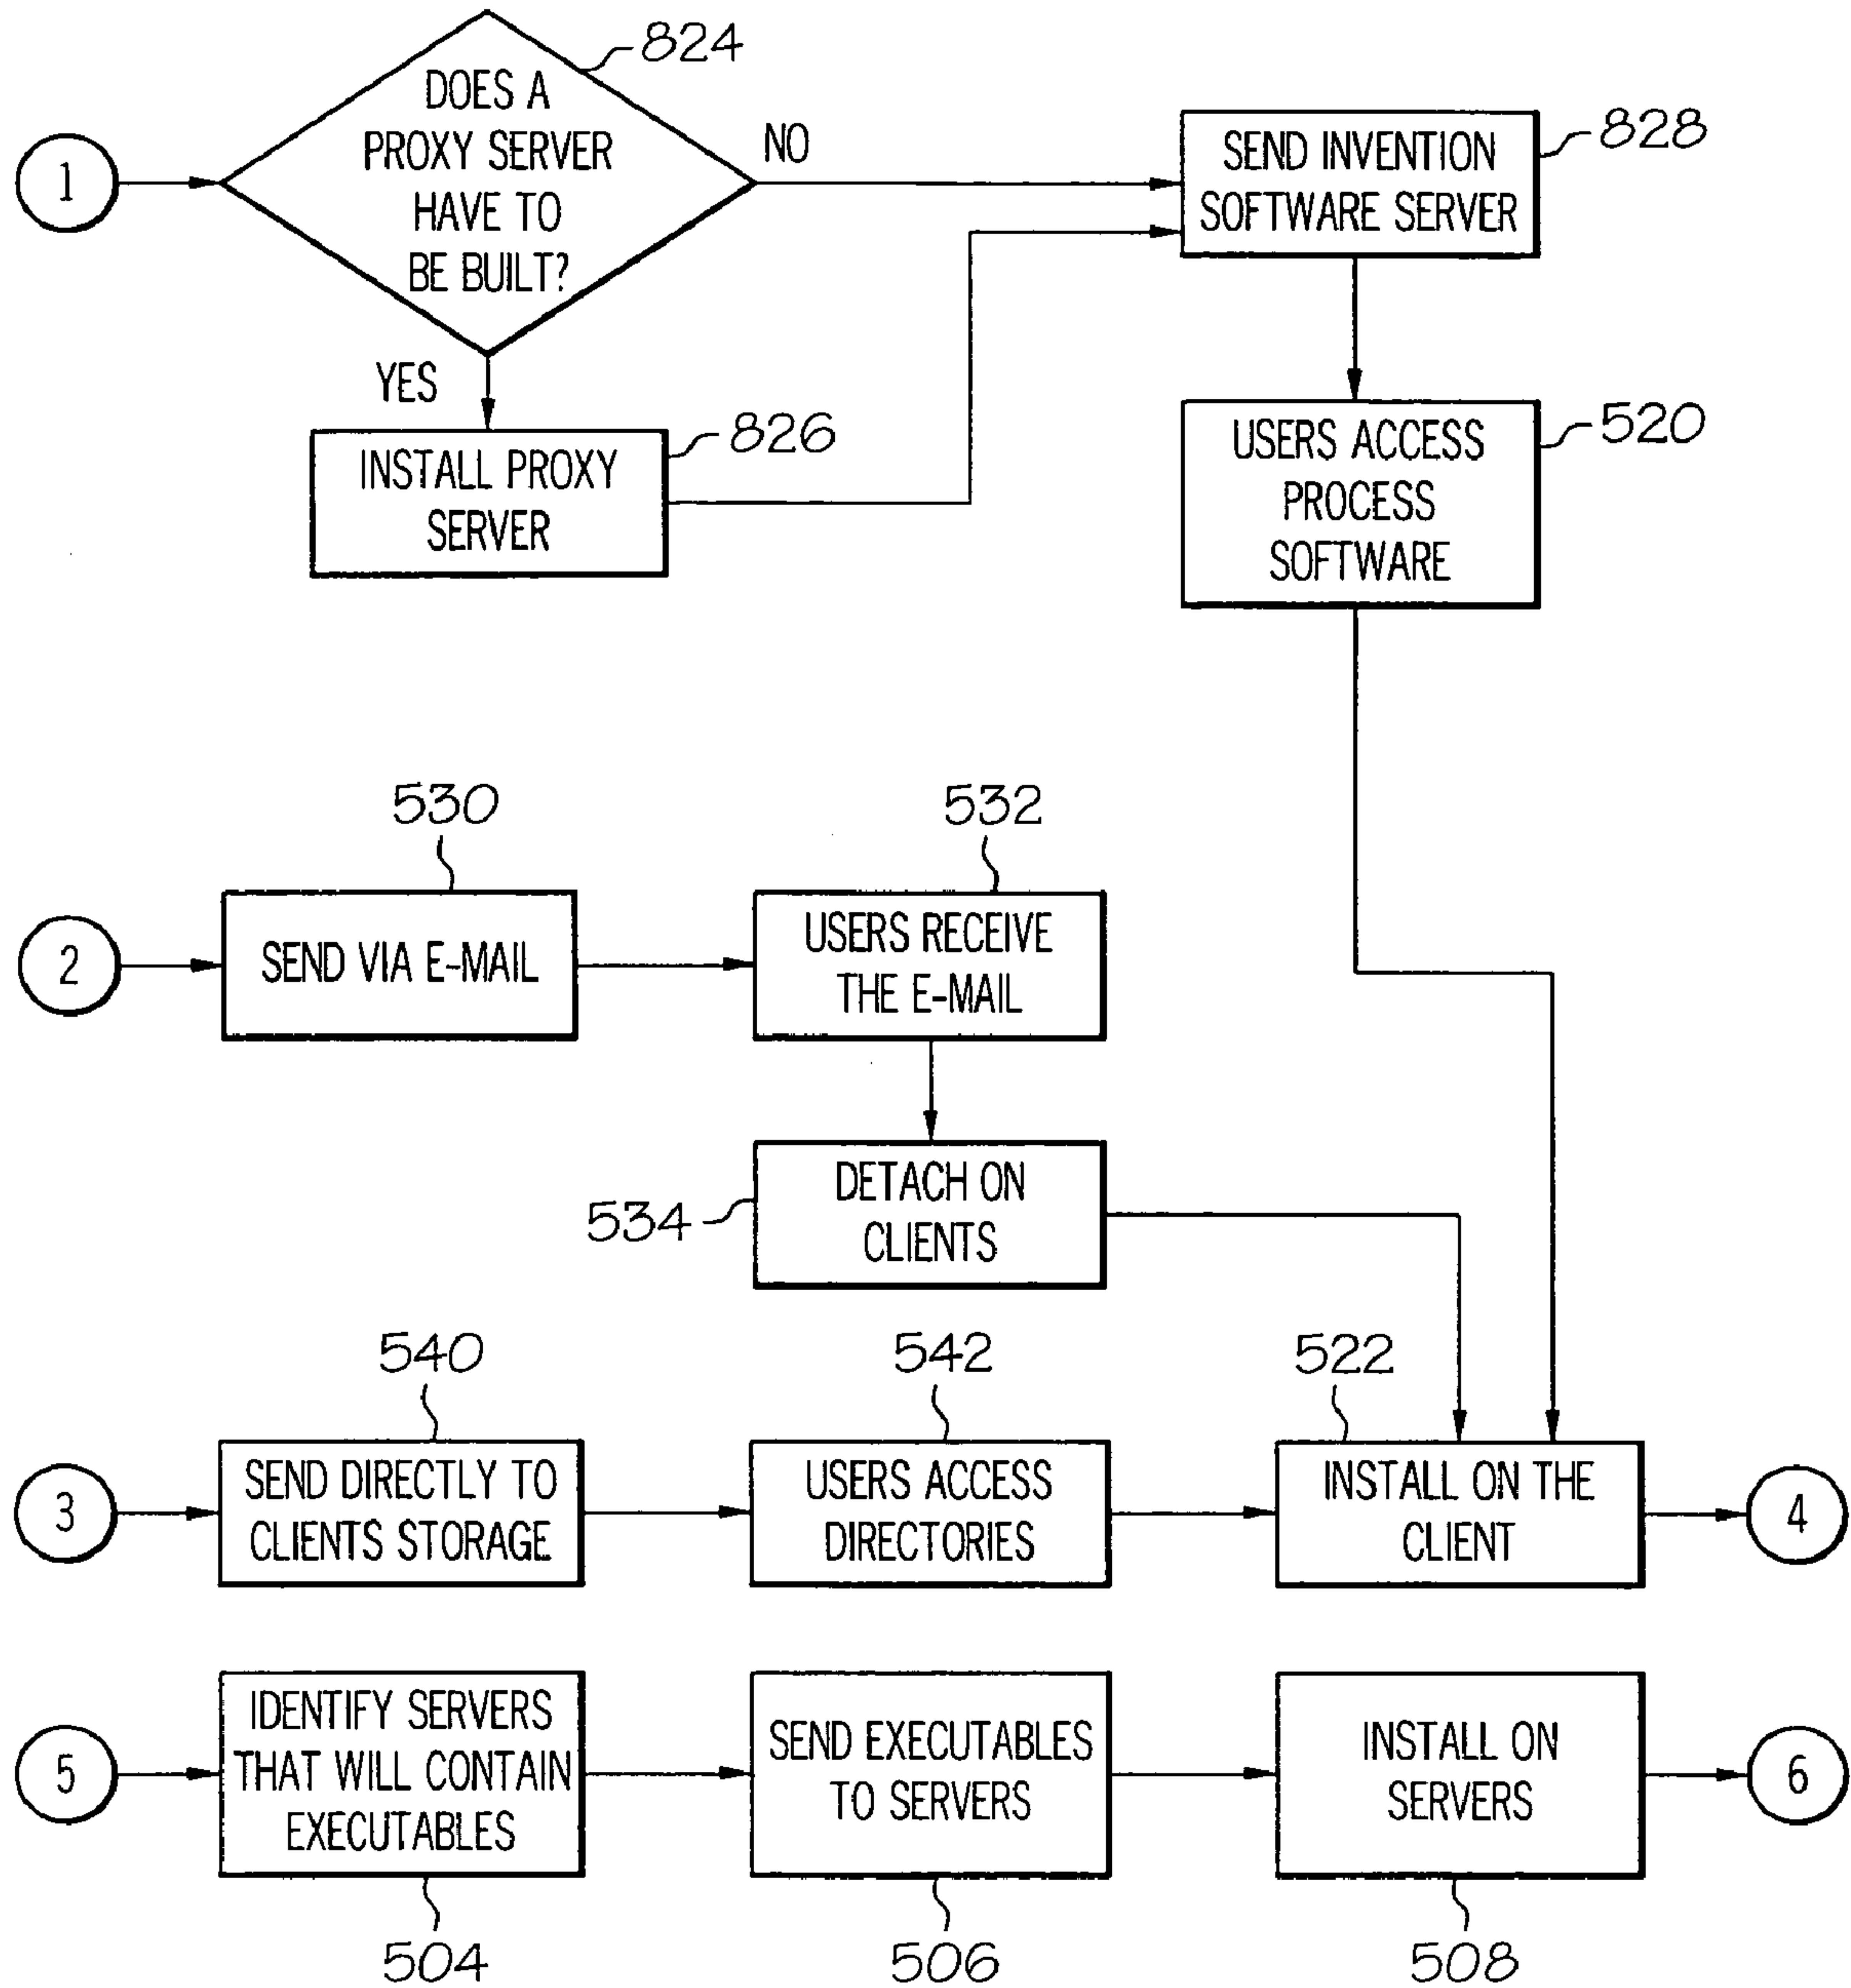 824
DOES A
PROXY SERVER
HAVE TO
BE BUILT?
1
NO
YES
SEND INVENTION
SOFTWARE SERVER
828
INSTALL PROXY
SERVER
826
USERS ACCESS
PROCESS
SOFTWARE
520
530
532
2
SEND VIA E-MAIL
USERS RECEIVE
THE E-MAIL
DETACH ON
CLIENTS
534
540
542
522
3
SEND DIRECTLY TO
CLIENTS STORAGE
USERS ACCESS
DIRECTORIES
INSTALL ON THE
CLIENT
4
5
IDENTIFY SERVERS
THAT WILL CONTAIN
EXECUTABLES
SEND EXECUTABLES
TO SERVERS
INSTALL ON
SERVERS
6
504
506
508